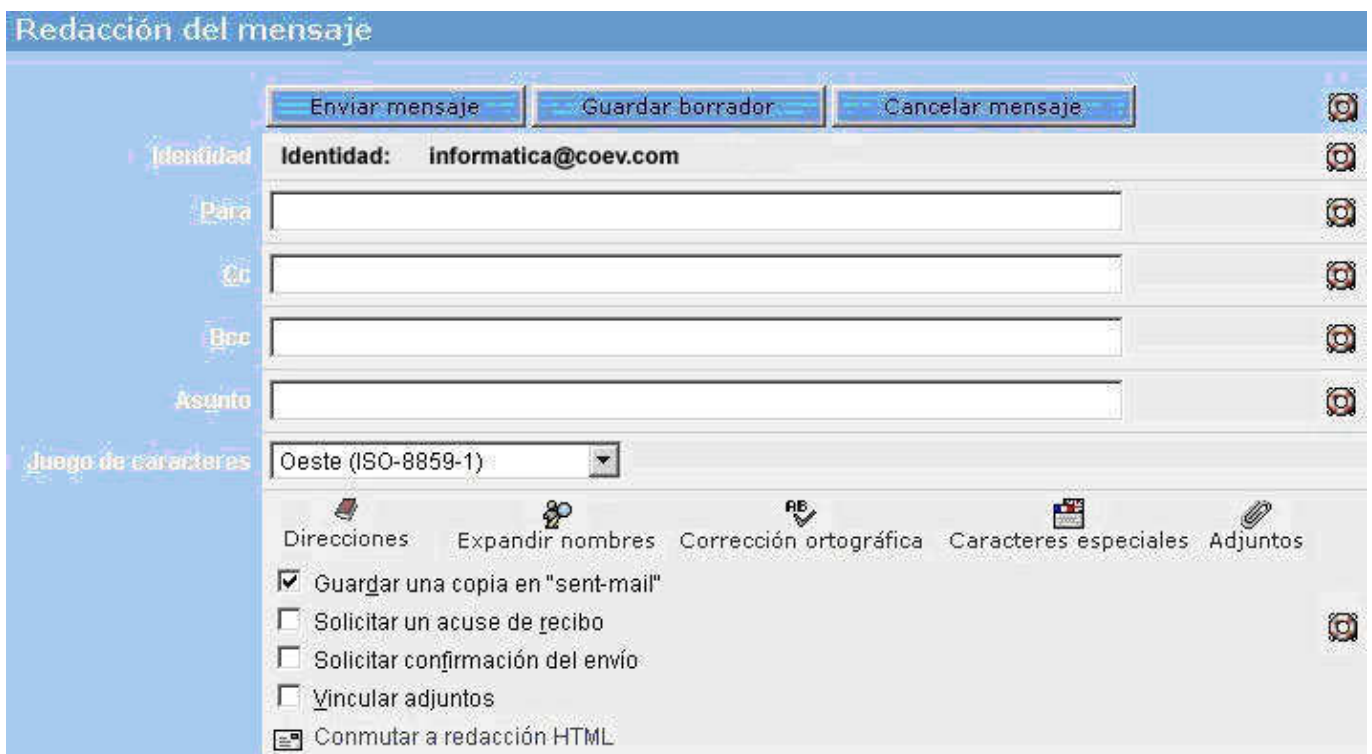 Redacción del mensaje
Enviar mensaje Guardar borrador Cancelar mensaje
Identidad Identidad: informatica@coev.com
Para
Cc
Bcc
Asunto
Juego de caracteres Oeste (ISO-8859-1)
Direcciones Expandir nombres Corrección ortográfica Caracteres especiales Adjuntos
Guardar una copia en "sent-mail"
Solicitar un acuse de recibo
Solicitar confirmación del envío
Vincular adjuntos
Conmutar a redacción HTML